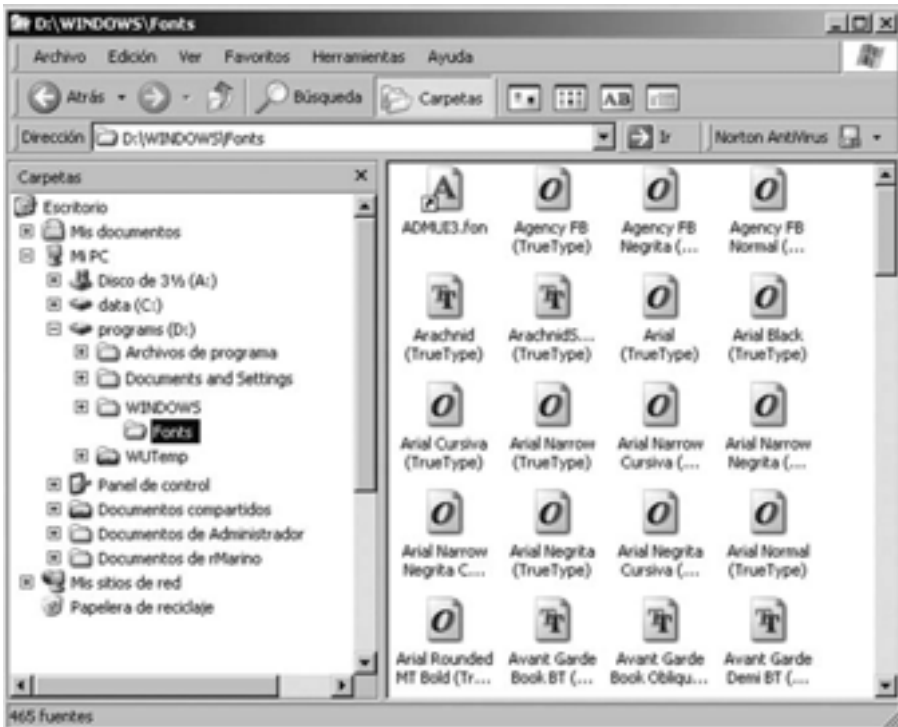 D:\WINDOWS\Fonts
Archivo Edición Ver Favoritos Herramientas Ayuda
Atrás Búsqueda Carpetas AB
Dirección D:\WINDOWS\Fonts Ir Norton AntiVirus
Carpetas
Escritorio
Mis documentos
Mi PC
Disco de 3½ (A:)
data (C:)
programs (D:)
Archivos de programa
Documents and Settings
WINDOWS
Fonts
WUTemp
Panel de control
Documentos compartidos
Documentos de Administrador
Documentos de rMarino
Mis sitios de red
Papelera de reciclaje
ADMUI3.fon
Agency FB (TrueType)
Agency FB Negrita (...
Agency FB Normal (...
Arachnid (TrueType)
ArachnidS.... (TrueType)
Arial (TrueType)
Arial Black (TrueType)
Arial Cursiva (TrueType)
Arial Narrow (TrueType)
Arial Narrow Cursiva (...
Arial Narrow Negrita (...
Arial Narrow Negrita C...
Arial Negrita (TrueType)
Arial Negrita Cursiva (...
Arial Normal (TrueType)
Arial Rounded MT Bold (Tr...
Avant Garde Book BT (...
Avant Garde Book Obliqu...
Avant Garde Demi BT (...
465 fuentes